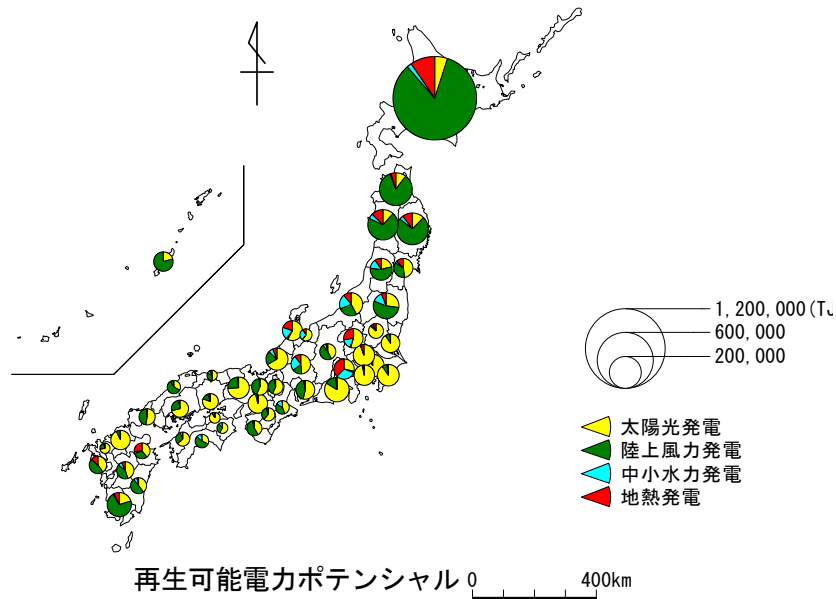 1,200,000(TJ
600,000
200,000
太陽光発電
陸上風力発電
中小水力発電
地熱発電
再生可能電力ポテンシャル
0 400km